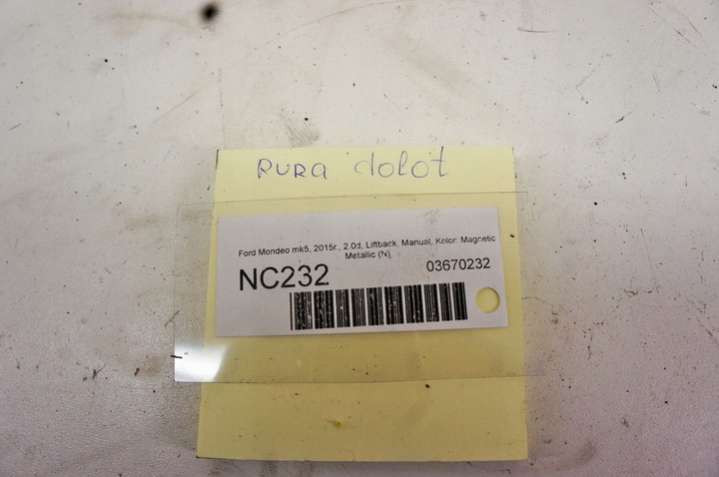 RURA dolot
Ford Mondeo mk5, 2015r., 2.0d, Liftback, Manual, Kolor: Magnetic
Metallic (N),
NC232
03670232